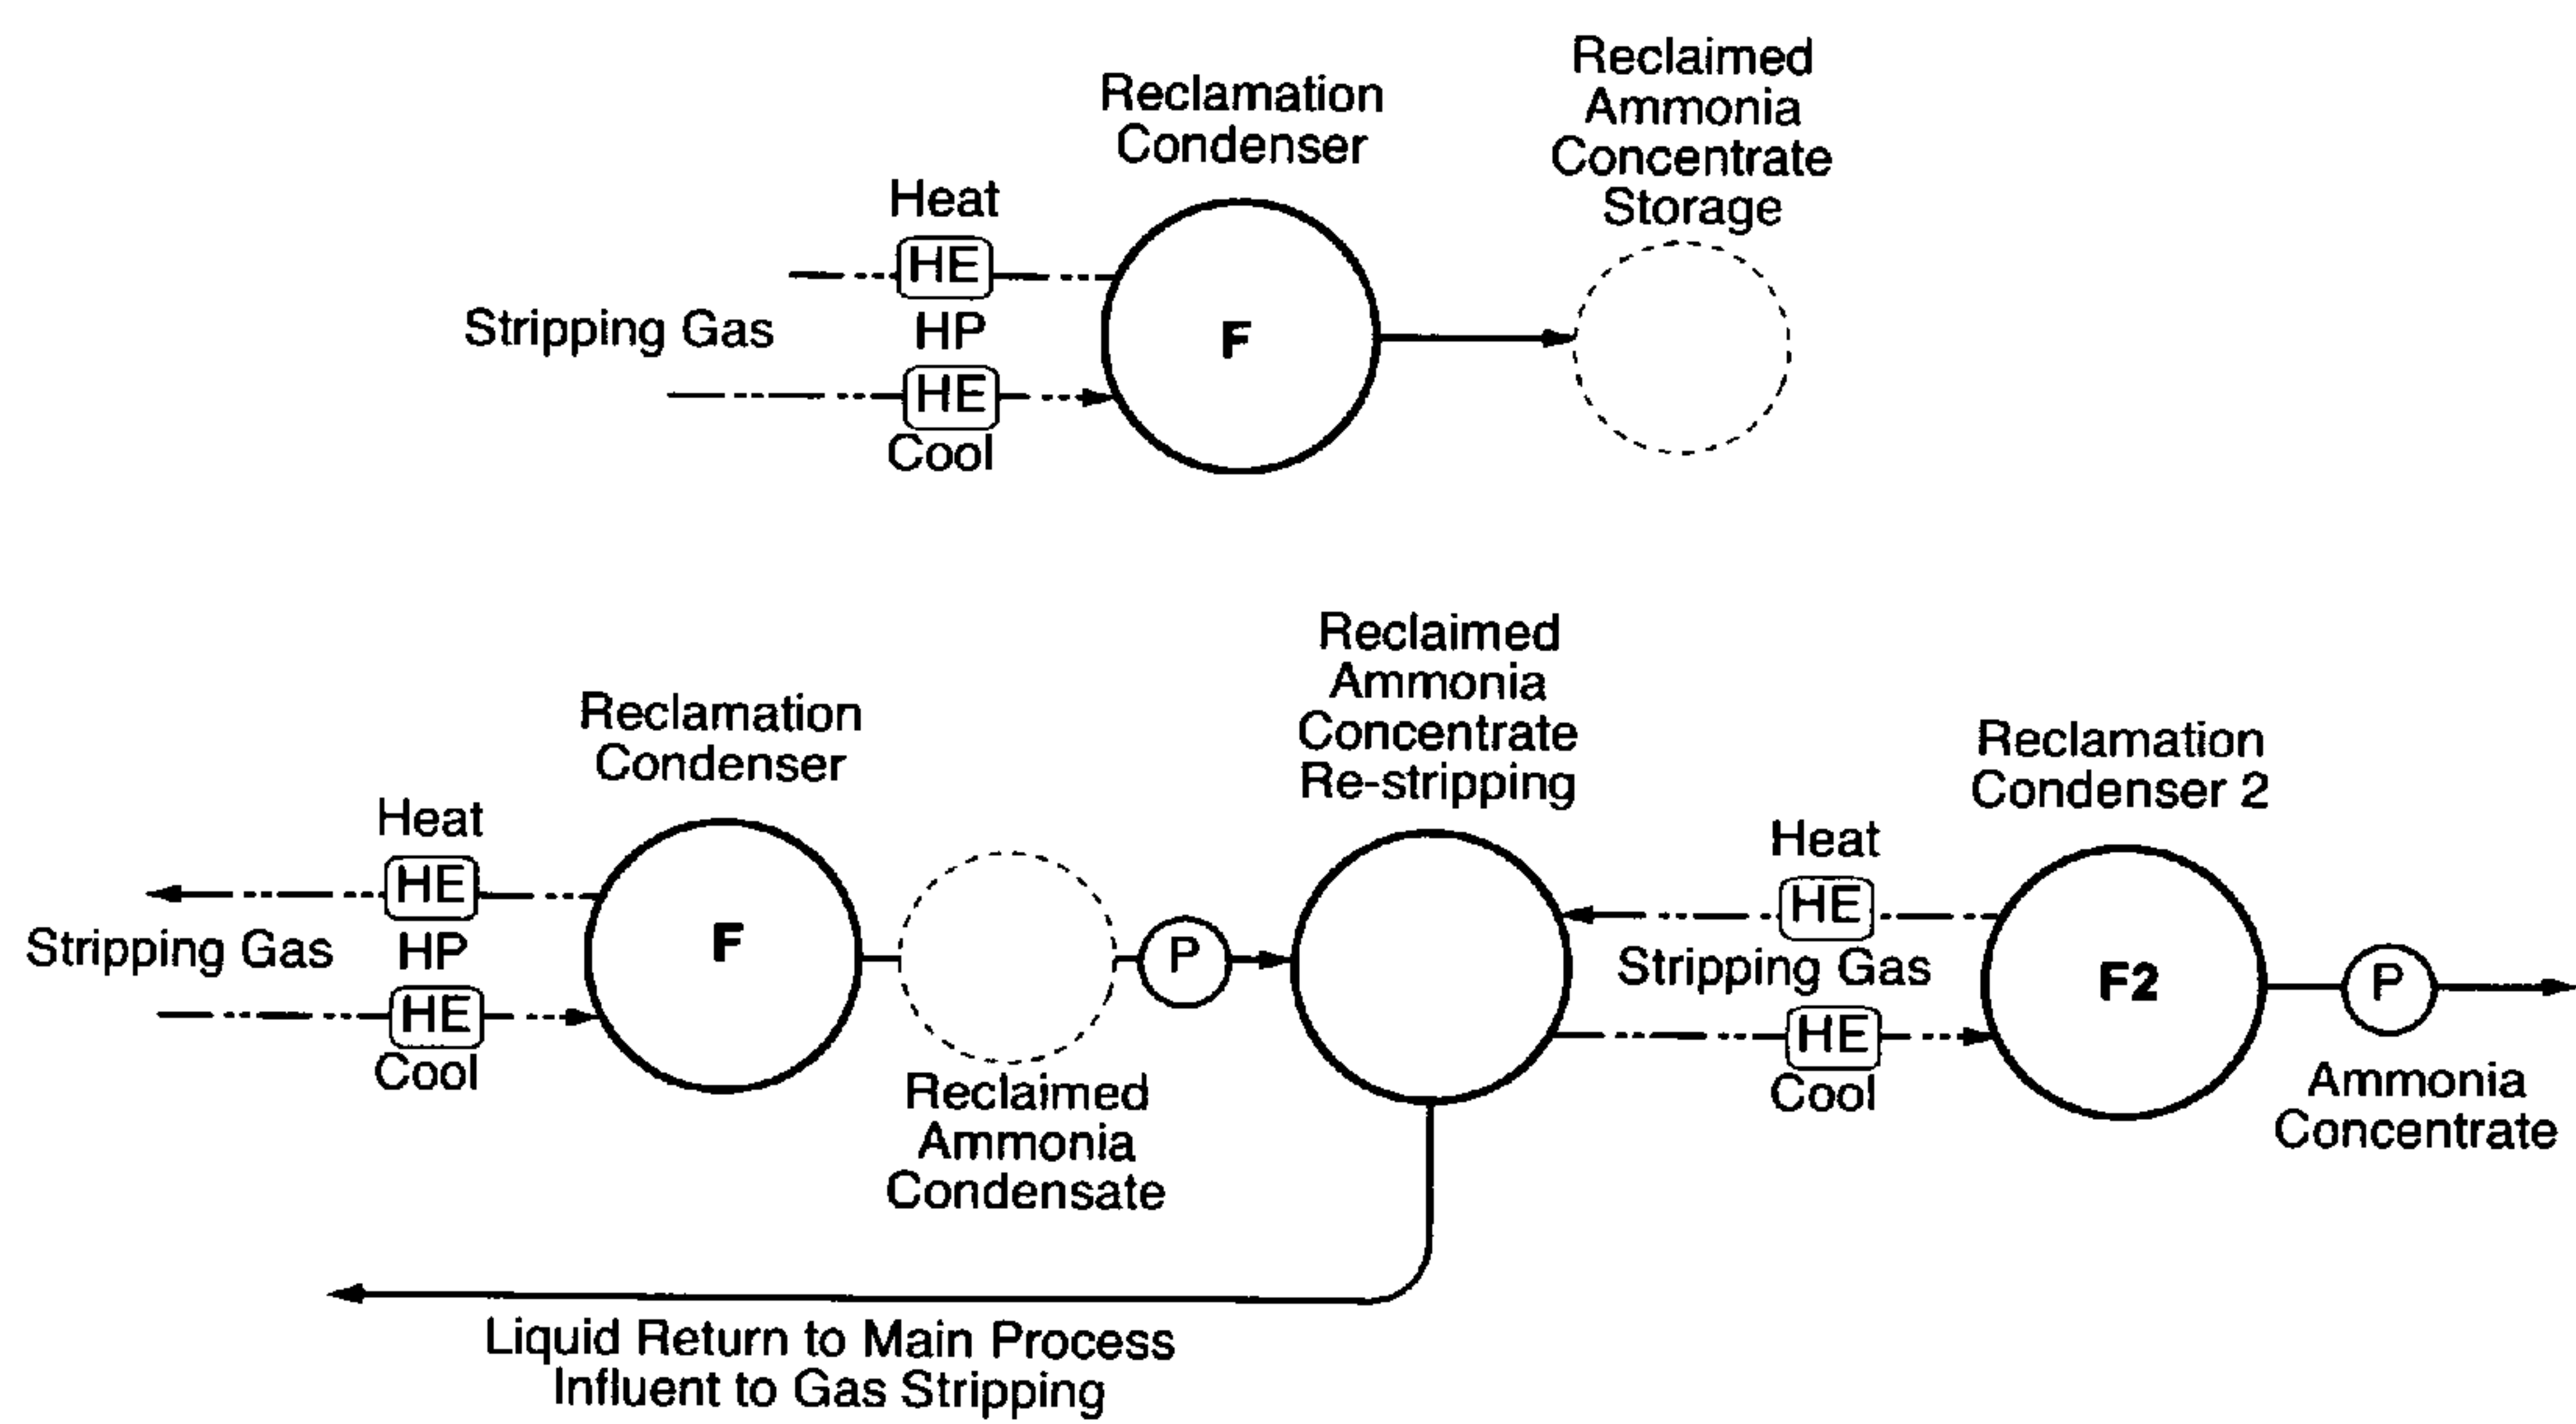 Reclamation
Condenser
Reclaimed
Ammonia
Concentrate
Storage
Heat
HE
Stripping Gas
HP
F
HE
Cool
Reclamation
Condenser
Reclaimed
Ammonia
Concentrate
Re-stripping
Reclamation
Condenser 2
Heat
HE
Stripping Gas
HP
F
HE
Cool
Reclaimed
Ammonia
Condensate
P
Heat
HE
Stripping Gas
HE
Cool
F2
P
Ammonia
Concentrate
Liquid Return to Main Process
Influent to Gas Stripping